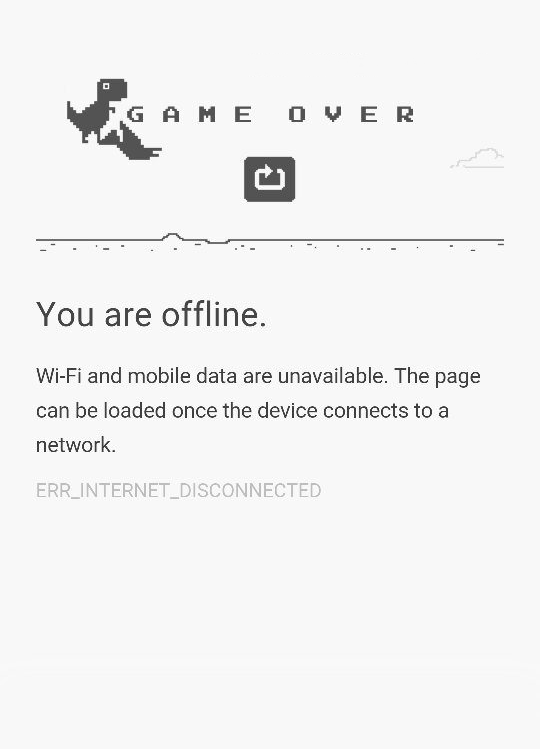 GAME OVER
You are offline.
Wi-Fi and mobile data are unavailable. The page
can be loaded once the device connects to a
network.
ERR_INTERNET_DISCONNECTED